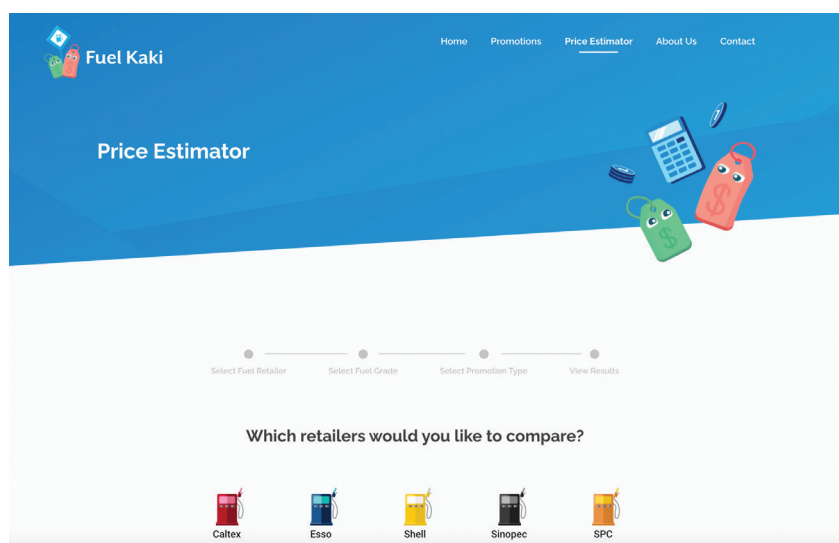 Fuel Kaki
Home Promotions Price Estimator About Us Contact
Price Estimator
$
$
Select Fuel Retailer Select Fuel Grade Select Promotion Type View Results
Which retailers would you like to compare?
Caltex Esso Shell Sinopec SPC